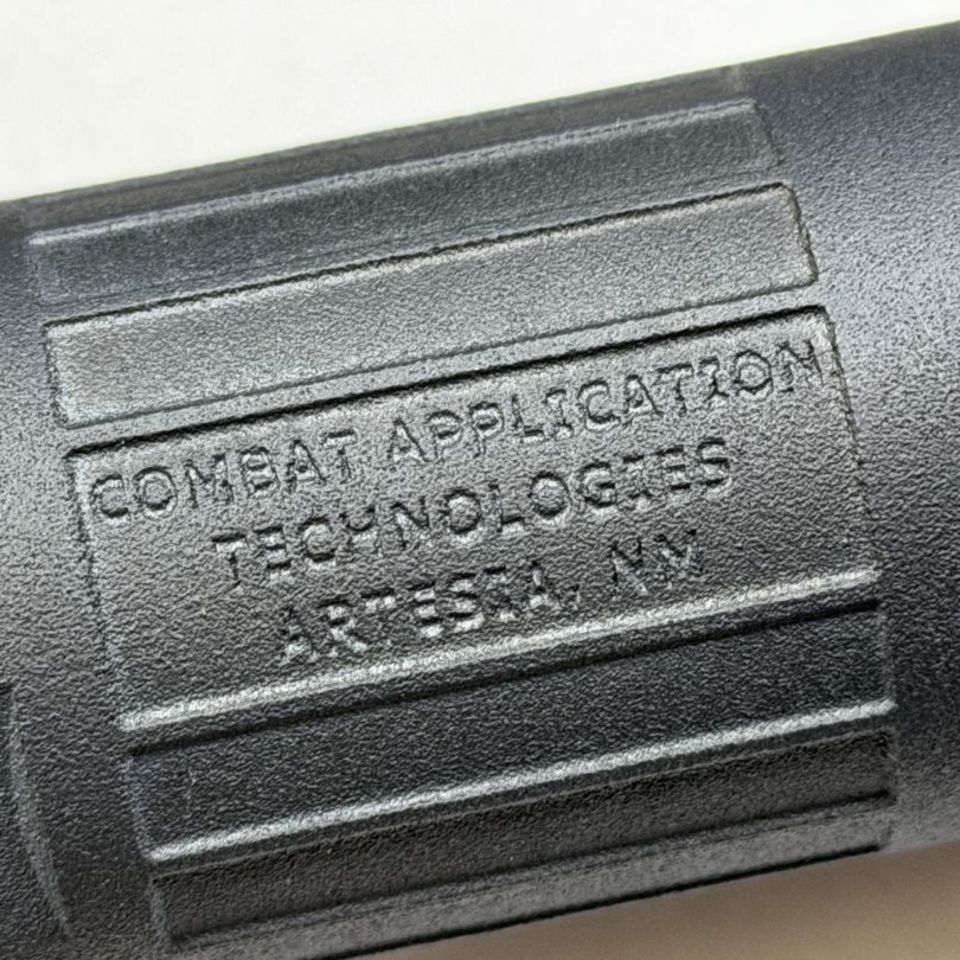 COMBAT APPLICATION
TECHNOLOGIES
ARTESIA, NM